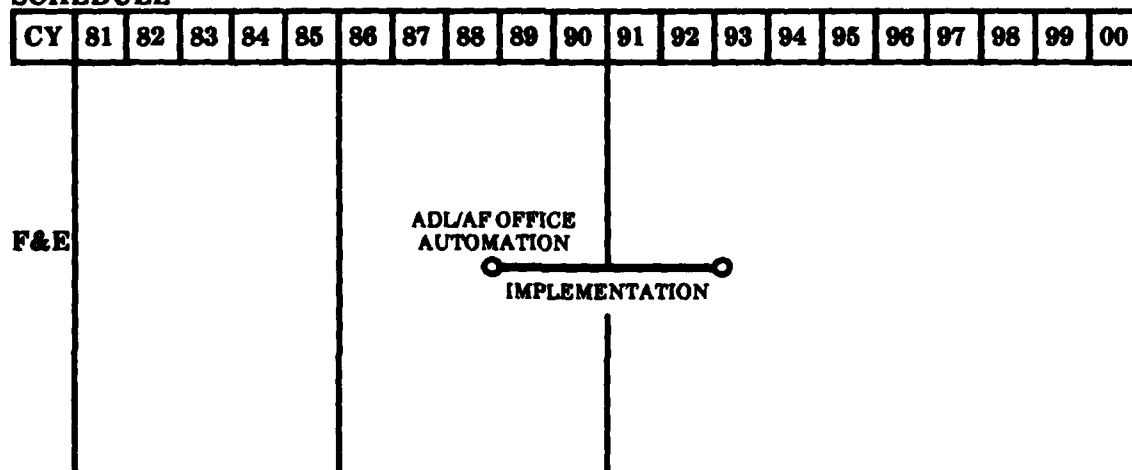 SCHEDULE
CY 81 82 83 84 85 86 87 88 89 90 91 92 93 94 95 96 97 98 99 00
ADL/AF OFFICE
F&E AUTOMATION
IMPLEMENTATION